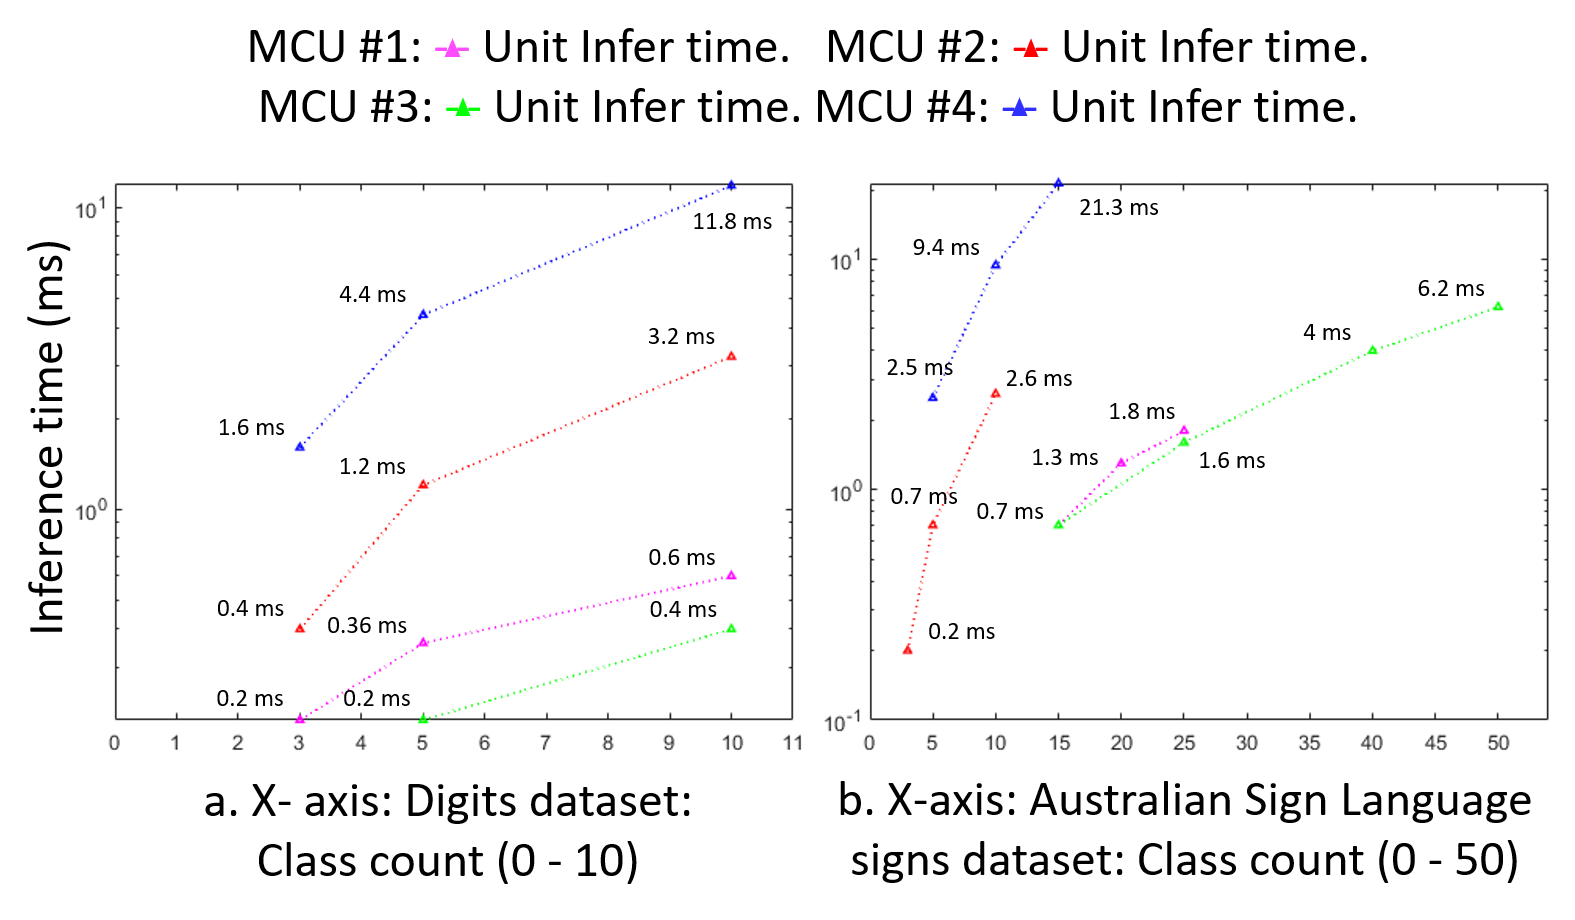 MCU #1: Unit Infer time. MCU #2: Unit Infer time.
MCU #3: Unit Infer time. MCU #4: Unit Infer time.
Inference time (ms)
10^1
10^0
11.8 ms
4.4 ms
3.2 ms
1.6 ms
1.2 ms
0.6 ms
0.4 ms
0.4 ms
0.36 ms
0.2 ms
0.2 ms
0 1 2 3 4 5 6 7 8 9 10 11
a. X- axis: Digits dataset:
Class count (0 - 10)
10^1
10^0
10^-1
21.3 ms
9.4 ms
6.2 ms
4 ms
2.5 ms
2.6 ms
1.8 ms
1.3 ms
1.6 ms
0.7 ms
0.7 ms
0.2 ms
0 5 10 15 20 25 30 35 40 45 50
b. X-axis: Australian Sign Language
signs dataset: Class count (0 - 50)